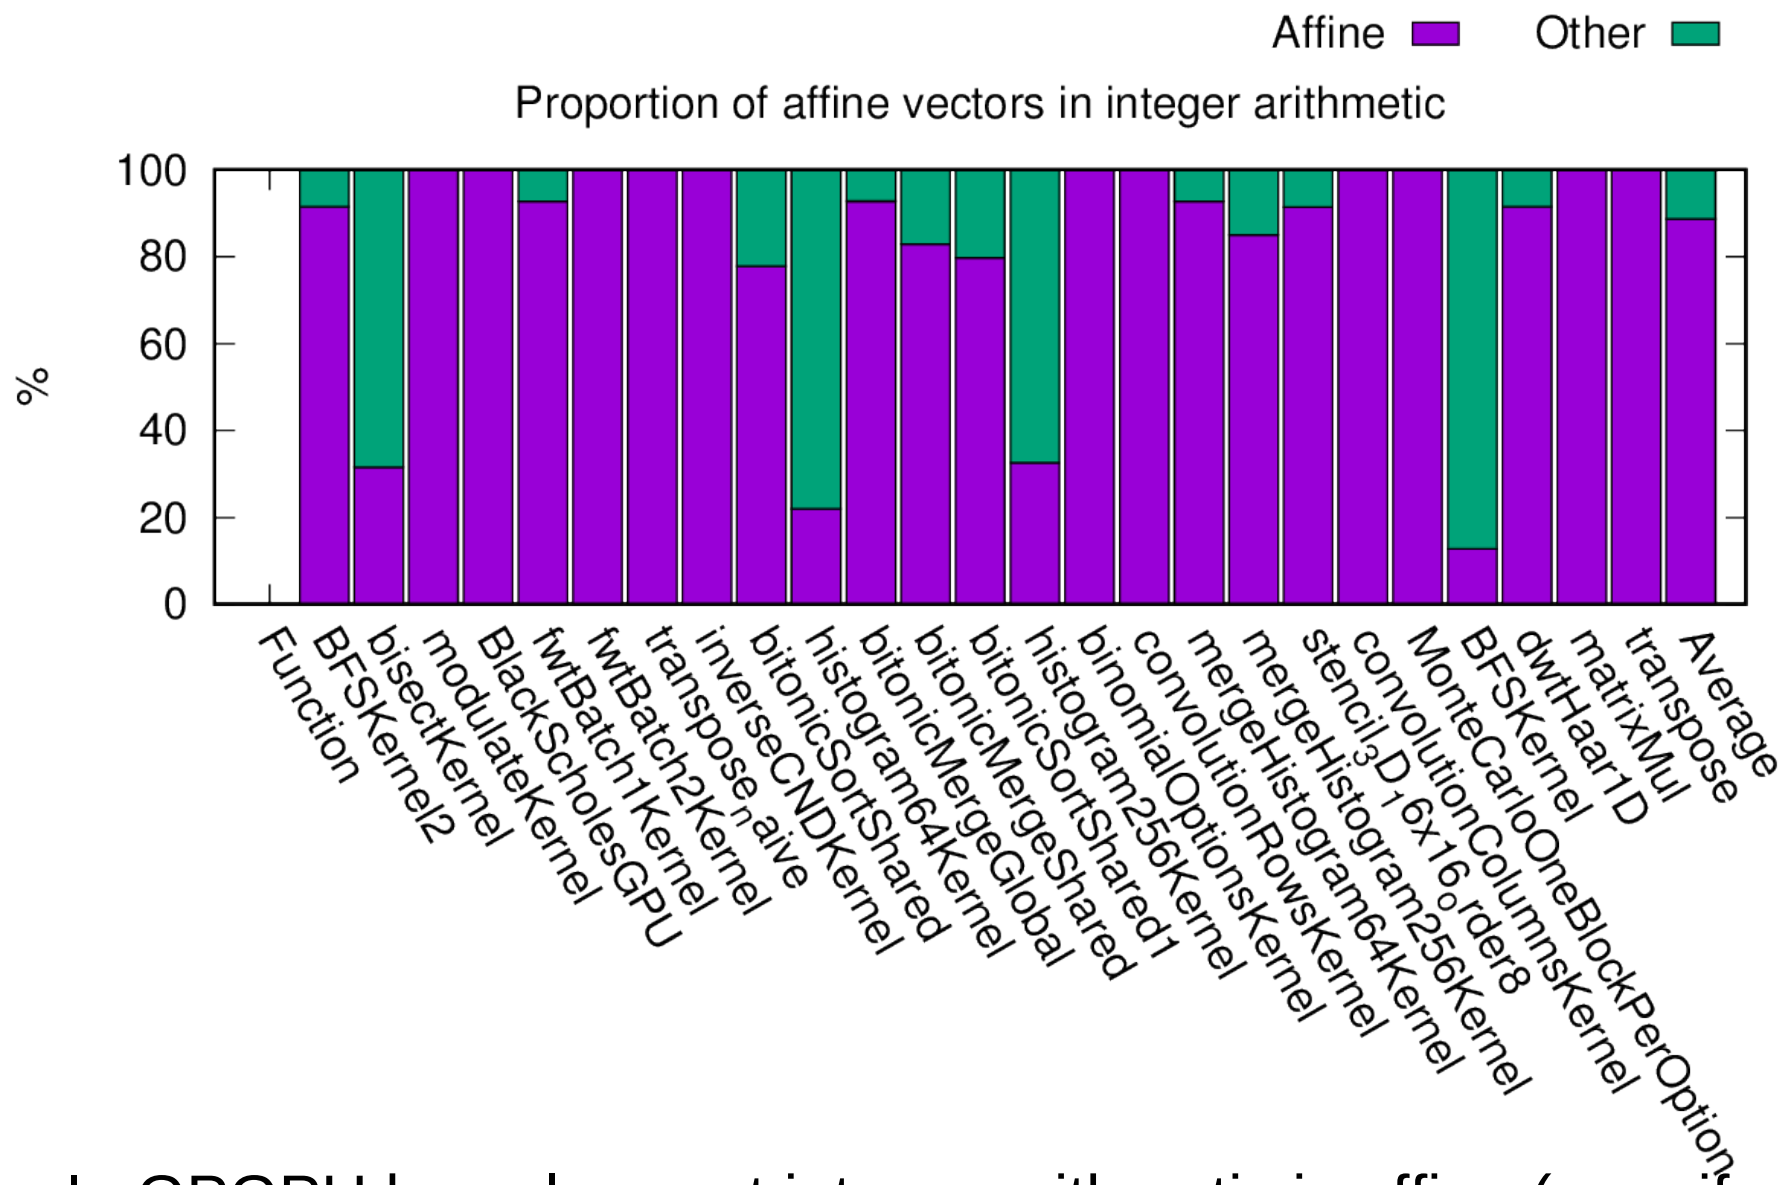 Affine
Other
Proportion of affine vectors in integer arithmetic
100
80
60
40
20
0
%
Function
BFSKernel2
bisectKernel
modulateKernel
BlackScholesGPU
fwtBatch1Kernel
fwtBatch2Kernel
transposenaive
inverseCNDKernel
bitonicSortShared
histogram64Kernel
bitonicMergeGlobal
bitonicMergeShared
bitonicSortShared1
histogram256Kernel
binomialOptionsKernel
convolutionRowsKernel
mergeHistogram64Kernel
mergeHistogram256Kernel
stencil3D16x16order8
convolutionColumnsKernel
MonteCarloOneBlockPerOption
BFSKernel
dwtHaar1D
matrixMul
transpose
Average